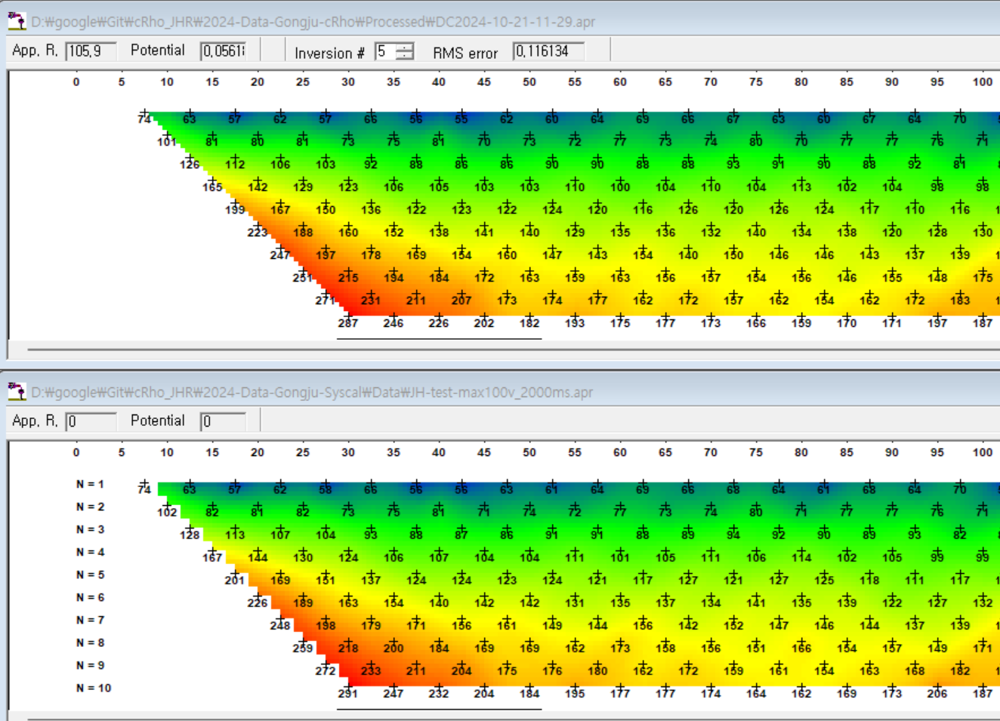 D:₩google₩Git₩cRho_JHR₩2024-Data-Gongju-cRho₩Processed₩DC2024-10-21-11-29.apr
App. R. 105,9 Potential 0,0561 Inversion # 5 RMS error 0,116134
0 5 10 15 20 25 30 35 40 45 50 55 60 65 70 75 80 85 90 95 100
74 63 57 62 57 66 56 55 62 60 64 69 66 67 63 60 67 64 70
101 81 80 81 73 75 81 70 73 72 77 73 74 80 70 77 77 76 71
126 112 106 103 92 88 86 86 90 90 88 88 93 91 90 88 92 81
165 142 129 123 106 105 103 103 110 100 104 110 104 113 102 104 98 98
199 167 150 136 122 123 122 124 120 116 126 120 126 124 117 110 116 1
223 188 160 152 138 141 140 129 135 136 132 140 134 138 120 128 130
247 197 178 169 154 160 147 143 154 140 150 146 143 143 137 139 1
251 215 194 184 172 163 159 163 156 157 154 156 146 155 148 175
271 231 211 207 173 174 177 162 172 157 162 154 162 172 183 1
287 246 226 202 182 193 175 177 173 166 159 170 171 197 187
D:₩google₩Git₩cRho_JHR₩2024-Data-Gongju-Syscal₩Data₩JH-test-max100v_2000ms.apr
App. R. 0 Potential 0
0 5 10 15 20 25 30 35 40 45 50 55 60 65 70 75 80 85 90 95 100
N = 1 74 63 57 62 58 66 56 56 63 61 64 69 66 68 64 61 68 64 70
N = 2 102 82 81 82 73 75 81 71 74 72 77 73 74 80 71 77 77 76 71
N = 3 128 113 107 104 93 88 87 86 91 91 88 89 94 92 90 89 93 82
N = 4 167 144 130 124 106 107 104 104 111 101 105 111 106 114 102 105 99 99
N = 5 201 169 151 137 124 124 123 124 121 117 127 121 127 125 118 111 117 1
N = 6 226 189 163 154 140 142 142 131 135 137 134 141 135 139 122 127 132
N = 7 248 198 179 171 156 161 149 144 156 142 152 147 146 144 137 139 1
N = 8 259 218 200 184 169 169 162 173 158 156 151 166 154 157 149 171
N = 9 272 233 211 204 175 176 180 162 172 159 161 154 163 168 182 1
N = 10 291 247 232 204 184 195 177 177 174 164 162 169 173 206 187